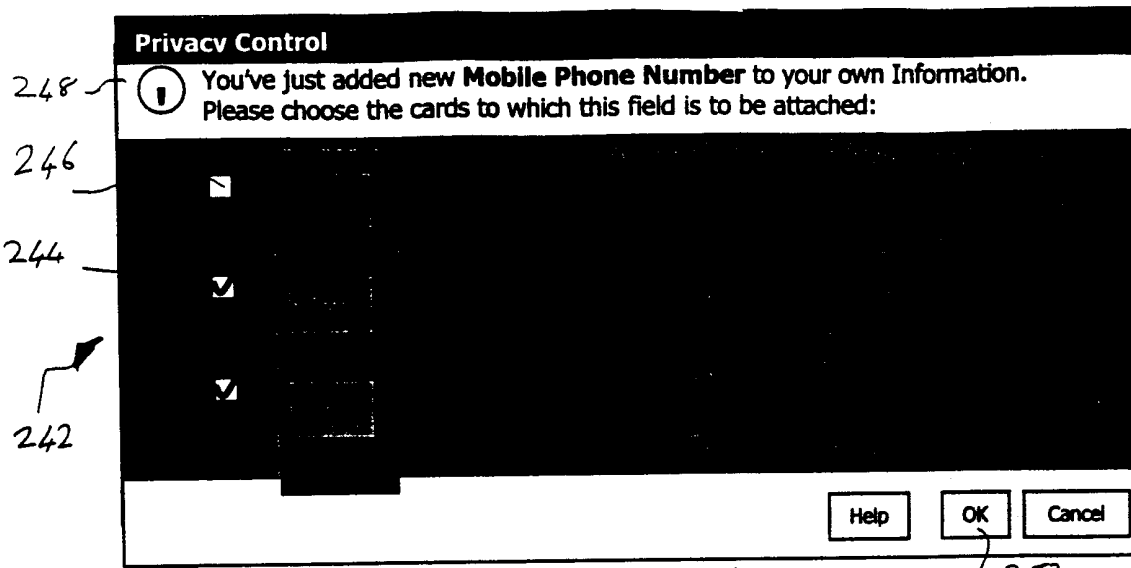 Privacy Control
248
You've just added new Mobile Phone Number to your own Information.
Please choose the cards to which this field is to be attached:
246
244
242
Help OK Cancel